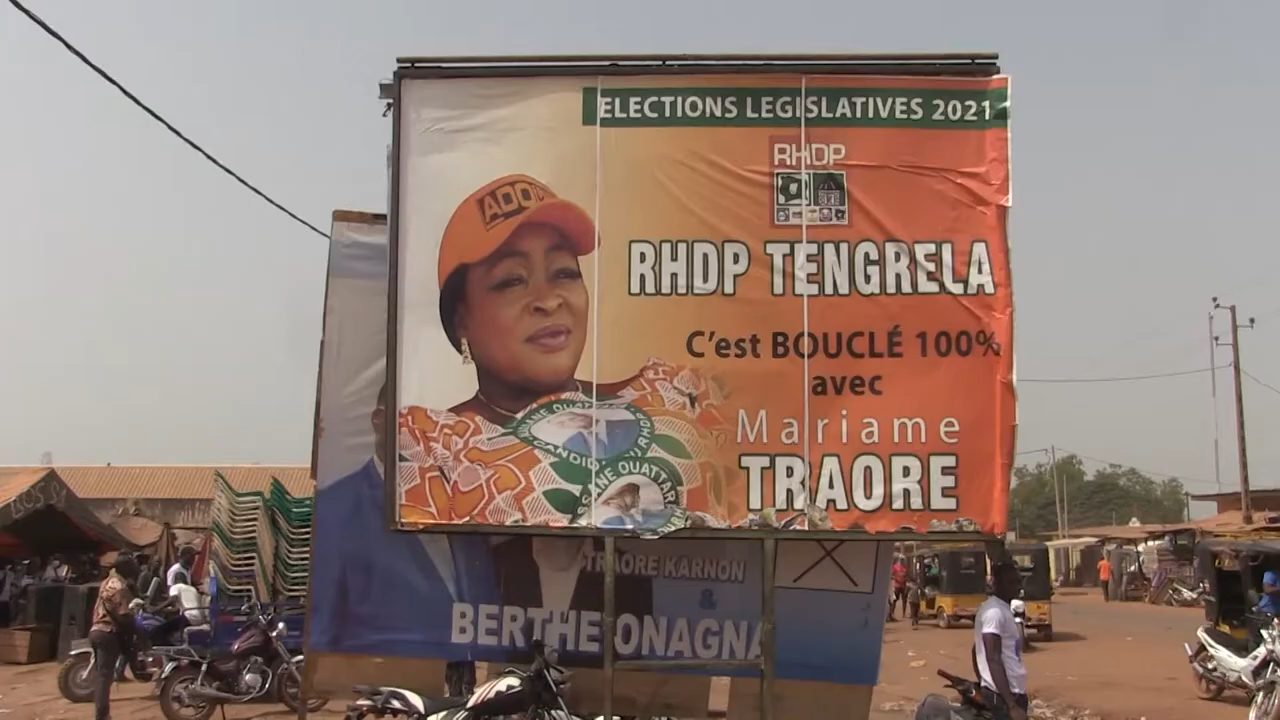 ELECTIONS LEGISLATIVES 2021
RHDP
ADO
RHDP TENGRELA
C'est BOUCLÉ 100%
avec
Mariame
TRAORE
TRAORE KARNON
&
BERTHE ONAGNA